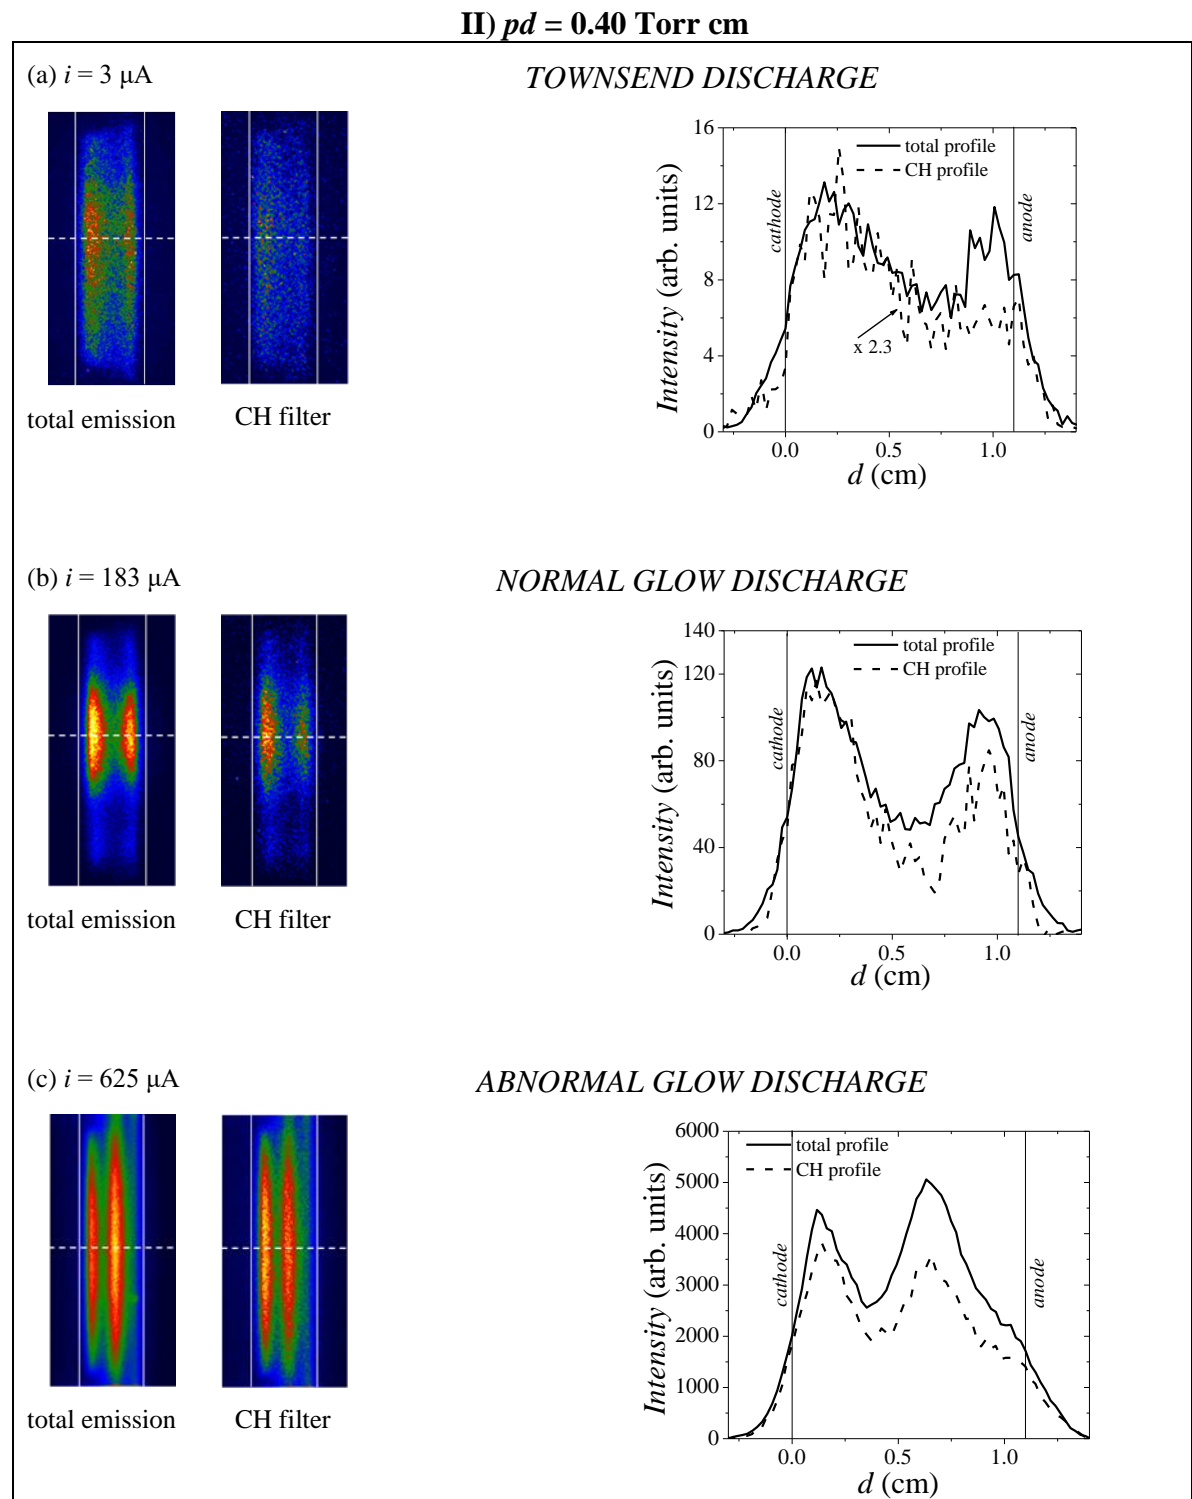 II) pd = 0.40 Torr cm
(a) i = 3 μA
TOWNSEND DISCHARGE
total emission
CH filter
16
12
8
4
0
0.0
0.5
1.0
Intensity (arb. units)
d (cm)
total profile
CH profile
cathode
anode
x 2.3
(b) i = 183 μA
NORMAL GLOW DISCHARGE
total emission
CH filter
140
120
80
40
0
0.0
0.5
1.0
Intensity (arb. units)
d (cm)
total profile
CH profile
cathode
anode
(c) i = 625 μA
ABNORMAL GLOW DISCHARGE
total emission
CH filter
6000
5000
4000
3000
2000
1000
0
0.0
0.5
1.0
Intensity (arb. units)
d (cm)
total profile
CH profile
cathode
anode